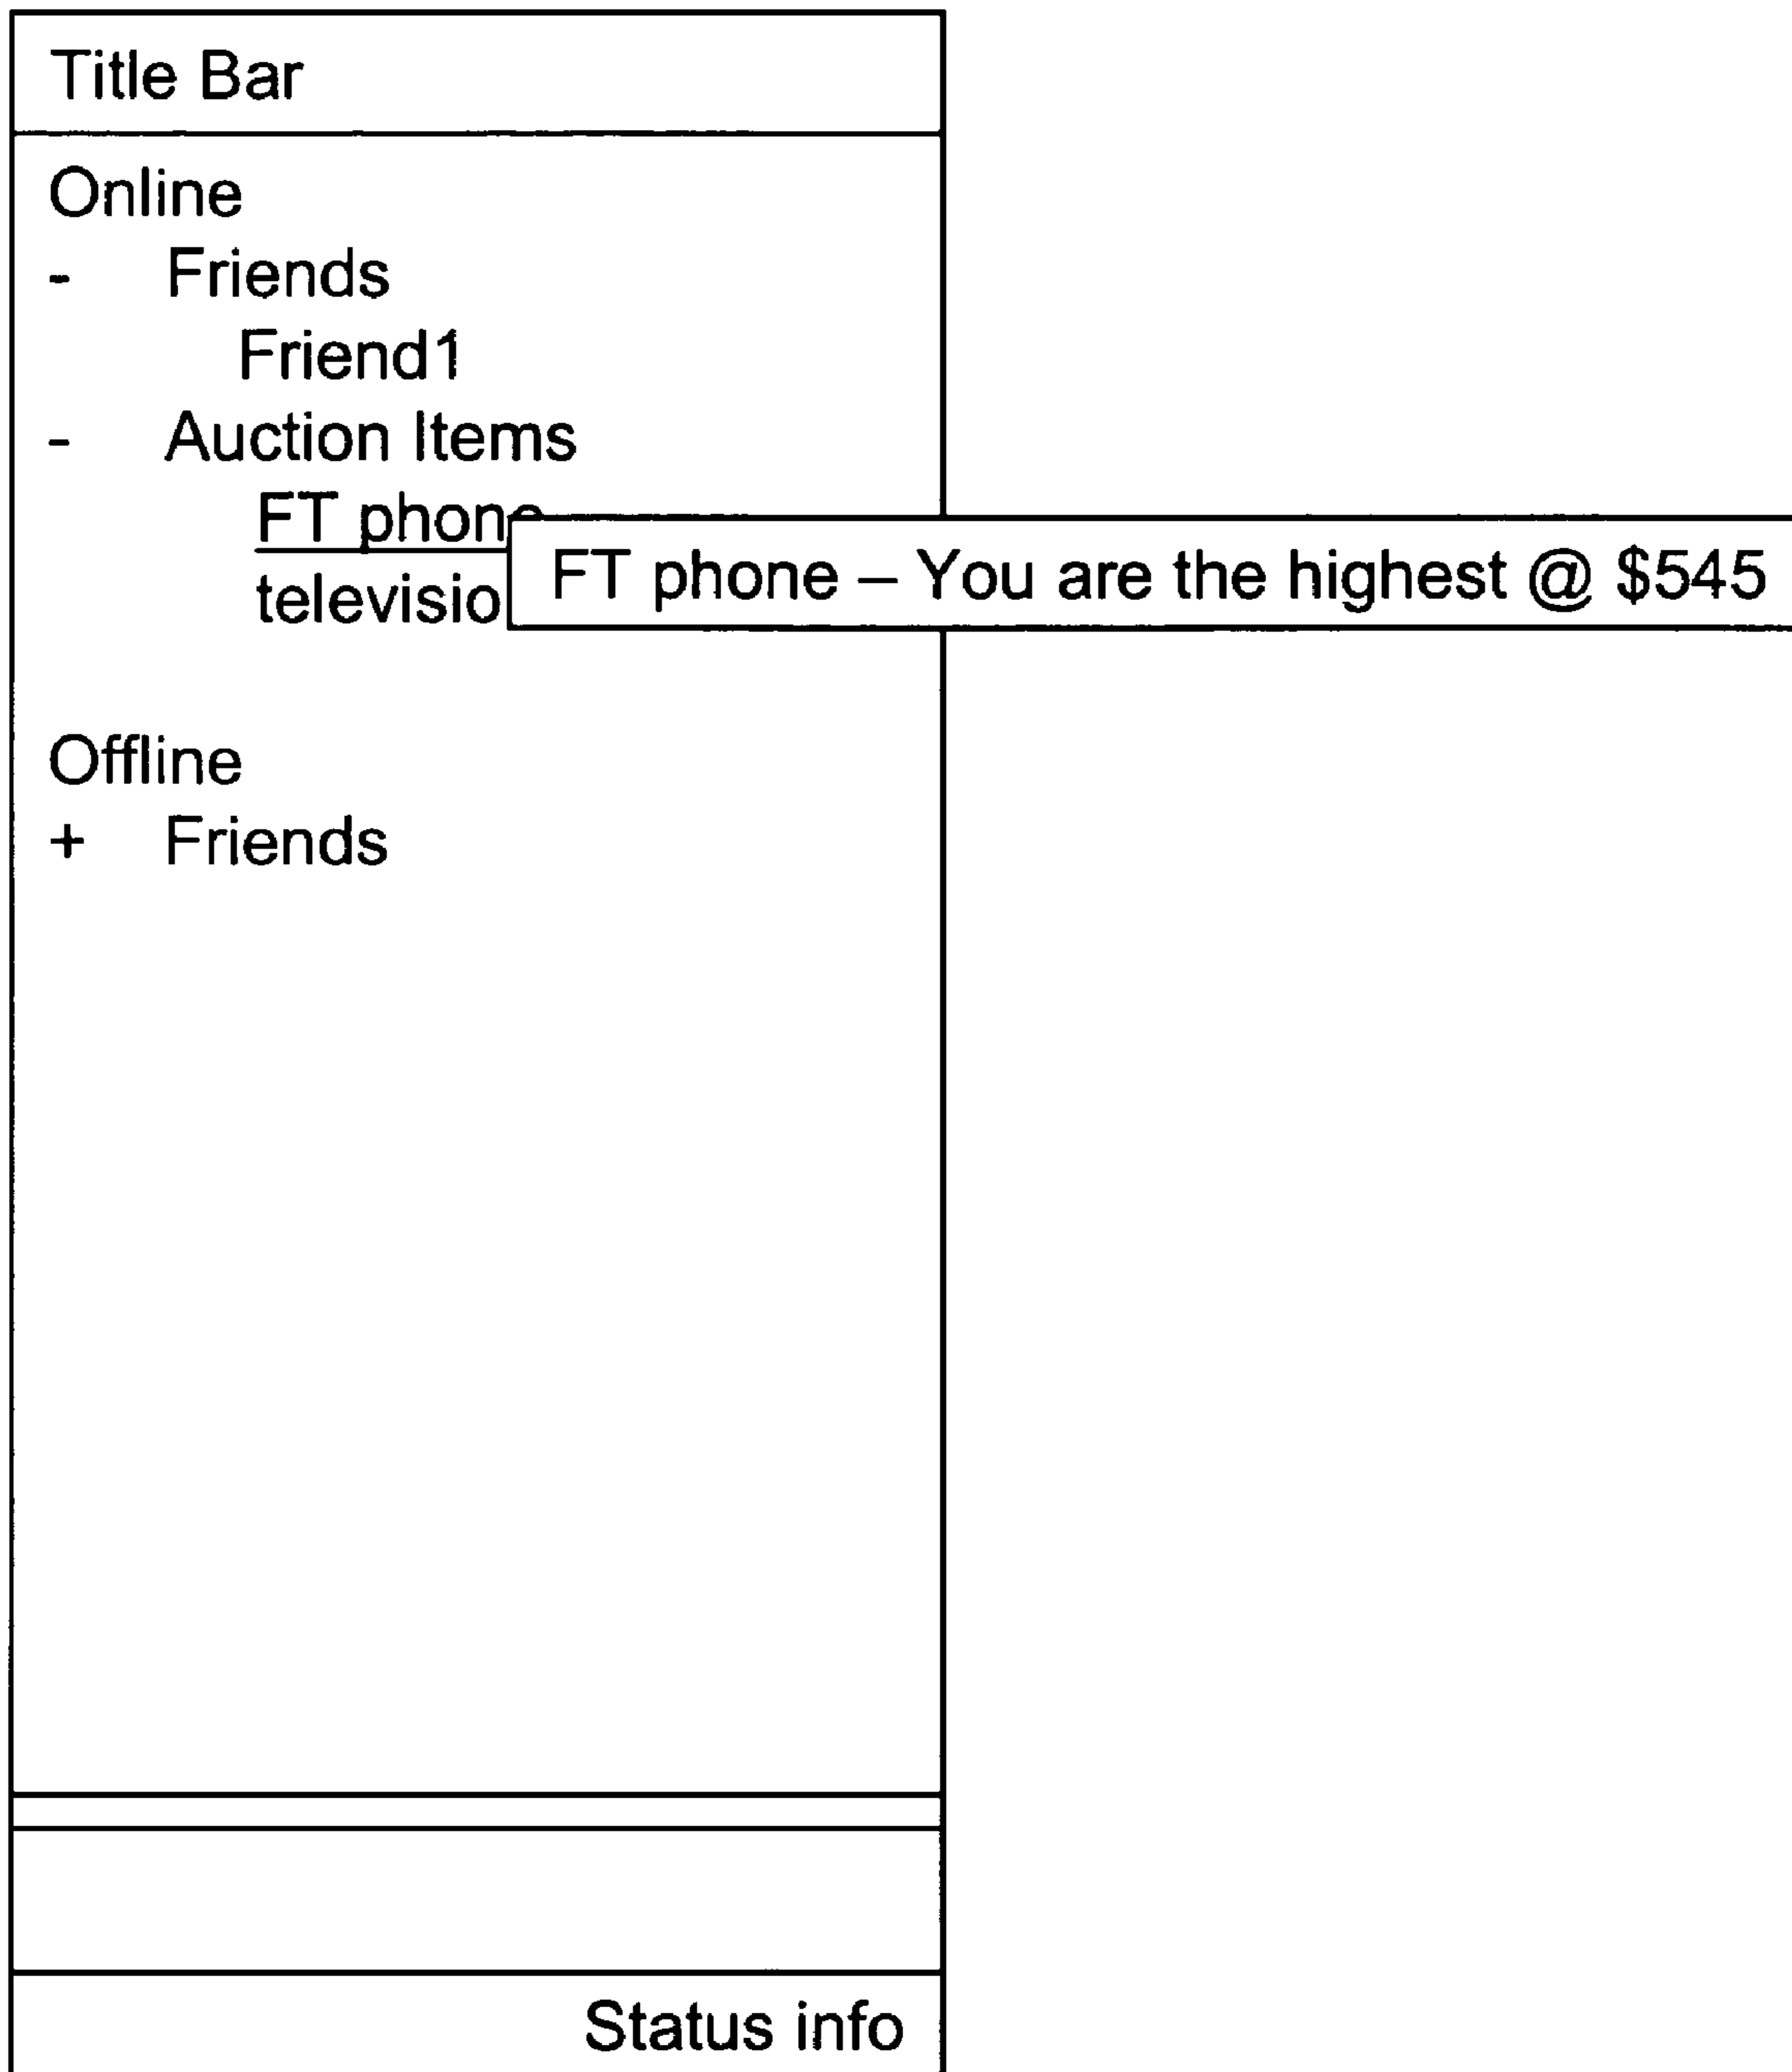 Title Bar
Online
- Friends
Friend1
- Auction Items
FT phone
televisio
FT phone – You are the highest @ $545
Offline
+ Friends
Status info